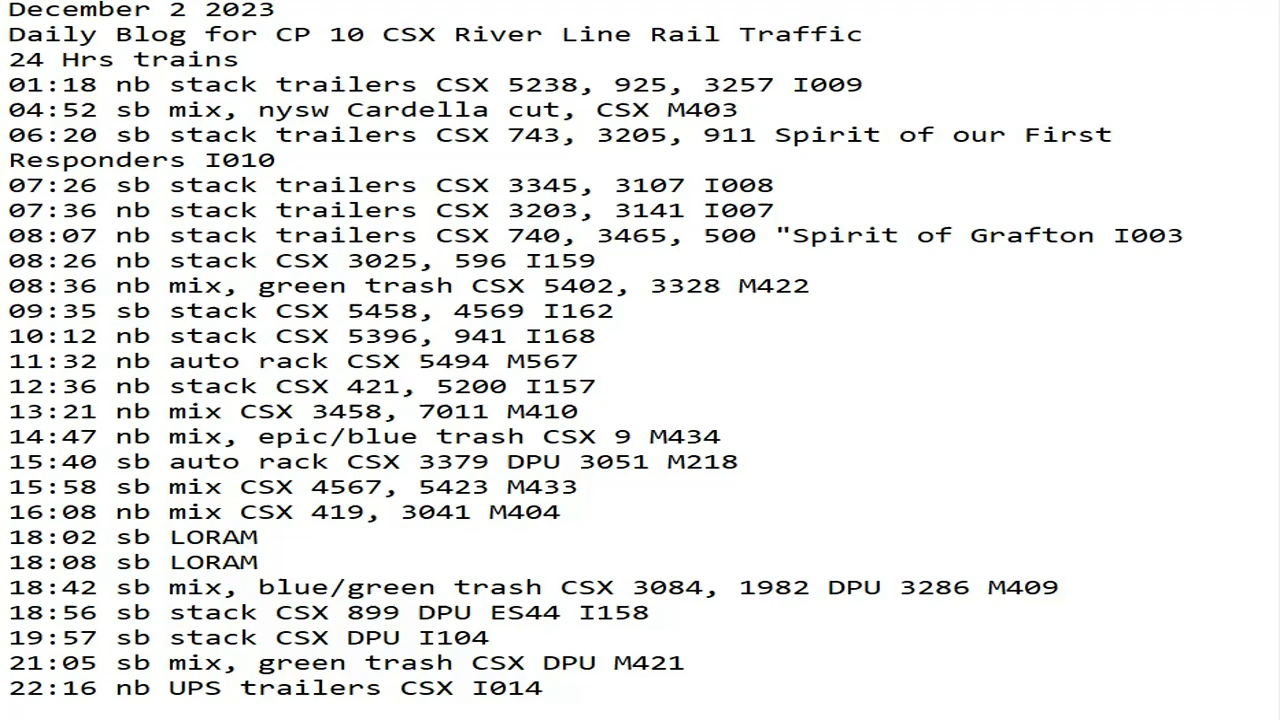 December 2 2023
Daily Blog for CP 10 CSX River Line Rail Traffic
24 Hrs trains
01:18 nb stack trailers CSX 5238, 925, 3257 I009
04:52 sb mix, nysw Cardella cut, CSX M403
06:20 sb stack trailers CSX 743, 3205, 911 Spirit of our First
Responders I010
07:26 sb stack trailers CSX 3345, 3107 I008
07:36 nb stack trailers CSX 3203, 3141 I007
08:07 nb stack trailers CSX 740, 3465, 500 "Spirit of Grafton I003
08:26 nb stack CSX 3025, 596 I159
08:36 nb mix, green trash CSX 5402, 3328 M422
09:35 sb stack CSX 5458, 4569 I162
10:12 nb stack CSX 5396, 941 I168
11:32 nb auto rack CSX 5494 M567
12:36 nb stack CSX 421, 5200 I157
13:21 nb mix CSX 3458, 7011 M410
14:47 nb mix, epic/blue trash CSX 9 M434
15:40 sb auto rack CSX 3379 DPU 3051 M218
15:58 sb mix CSX 4567, 5423 M433
16:08 nb mix CSX 419, 3041 M404
18:02 sb LORAM
18:08 sb LORAM
18:42 sb mix, blue/green trash CSX 3084, 1982 DPU 3286 M409
18:56 sb stack CSX 899 DPU ES44 I158
19:57 sb stack CSX DPU I104
21:05 sb mix, green trash CSX DPU M421
22:16 nb UPS trailers CSX I014